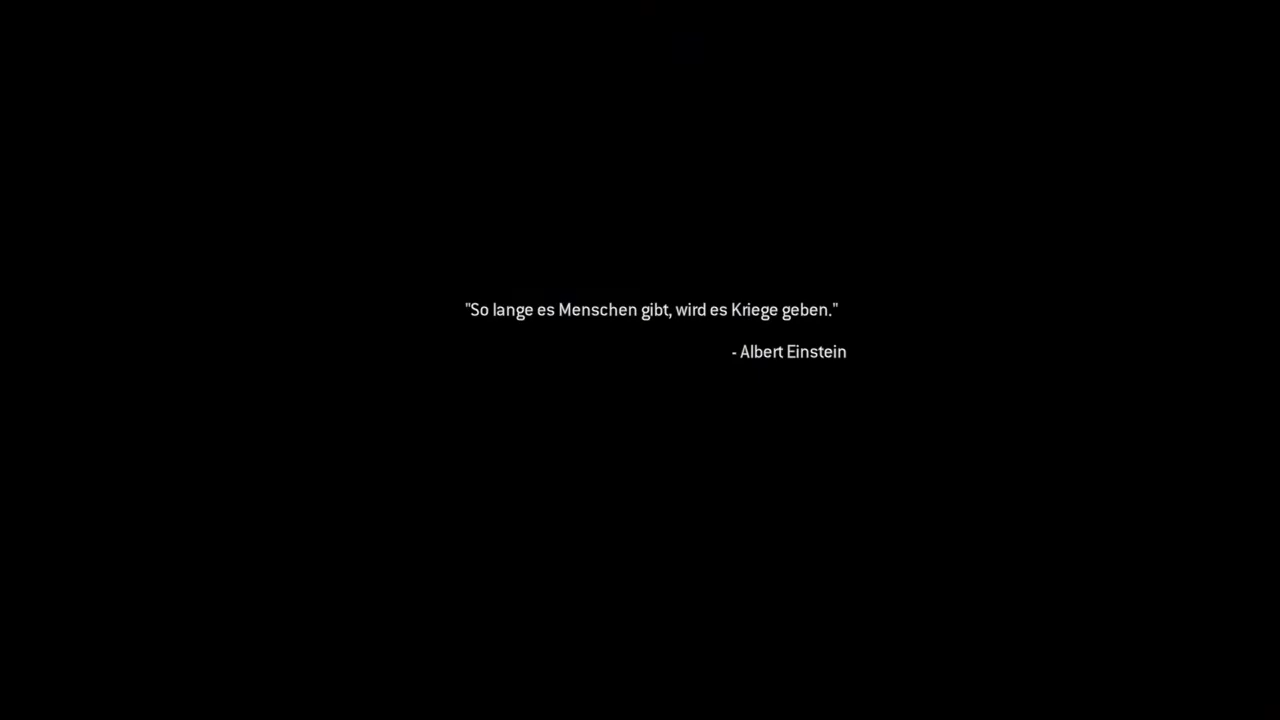 "So lange es Menschen gibt, wird es Kriege geben."
- Albert Einstein